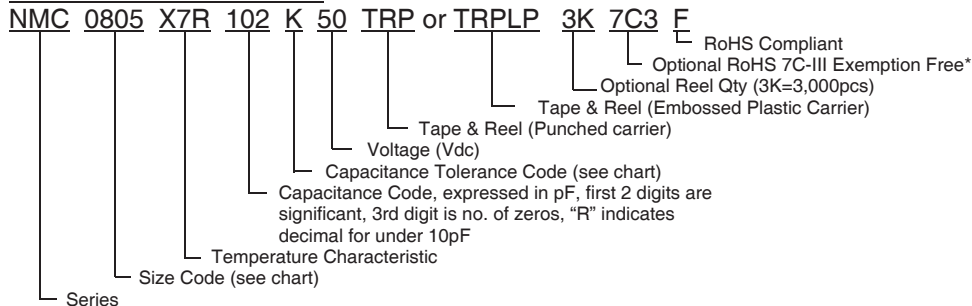 NMC 0805 X7R 102 K 50 TRP or TRPLP 3K 7C3 F
RoHS Compliant
Optional RoHS 7C-III Exemption Free*
Optional Reel Qty (3K=3,000pcs)
Tape & Reel (Embossed Plastic Carrier)
Tape & Reel (Punched carrier)
Voltage (Vdc)
Capacitance Tolerance Code (see chart)
Capacitance Code, expressed in pF, first 2 digits are
significant, 3rd digit is no. of zeros, “R” indicates
decimal for under 10pF
Temperature Characteristic
Size Code (see chart)
Series